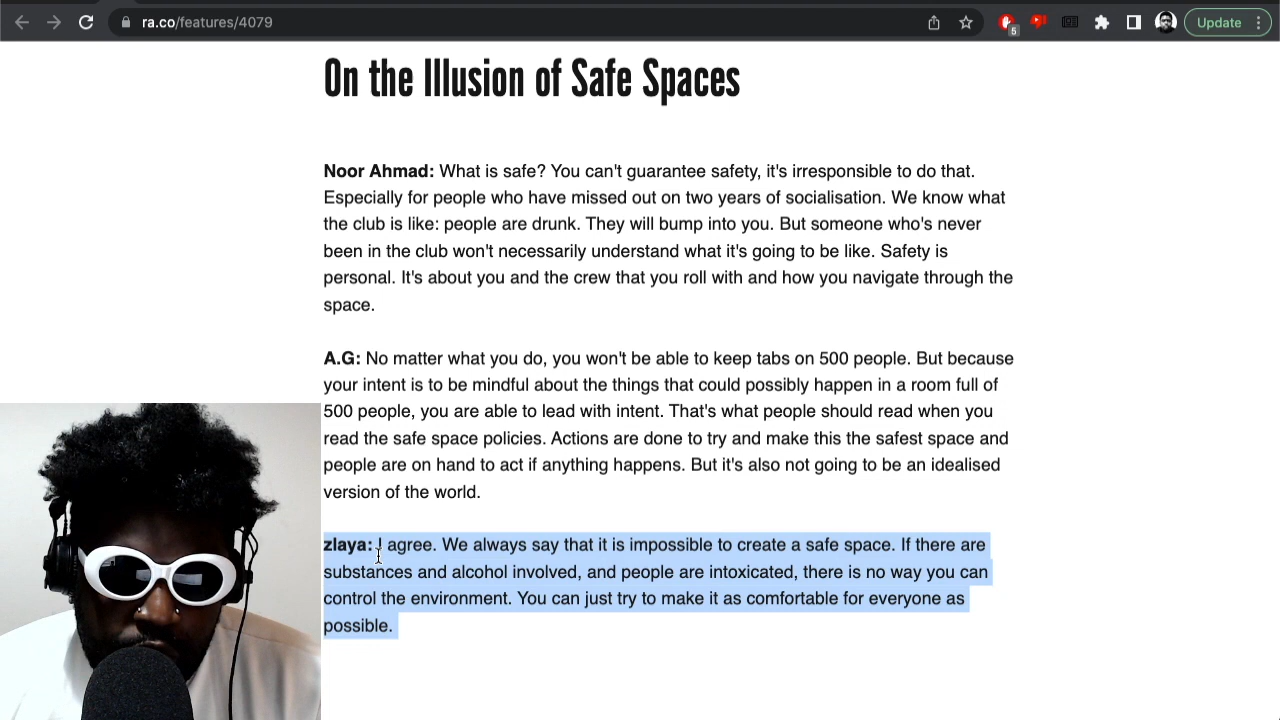 ra.co/features/4079
5
Update
On the Illusion of Safe Spaces
Noor Ahmad: What is safe? You can't guarantee safety, it's irresponsible to do that.
Especially for people who have missed out on two years of socialisation. We know what
the club is like: people are drunk. They will bump into you. But someone who's never
been in the club won't necessarily understand what it's going to be like. Safety is
personal. It's about you and the crew that you roll with and how you navigate through the
space.
A.G: No matter what you do, you won't be able to keep tabs on 500 people. But because
your intent is to be mindful about the things that could possibly happen in a room full of
500 people, you are able to lead with intent. That's what people should read when you
read the safe space policies. Actions are done to try and make this the safest space and
people are on hand to act if anything happens. But it's also not going to be an idealised
version of the world.
zlaya: I agree. We always say that it is impossible to create a safe space. If there are
substances and alcohol involved, and people are intoxicated, there is no way you can
control the environment. You can just try to make it as comfortable for everyone as
possible.